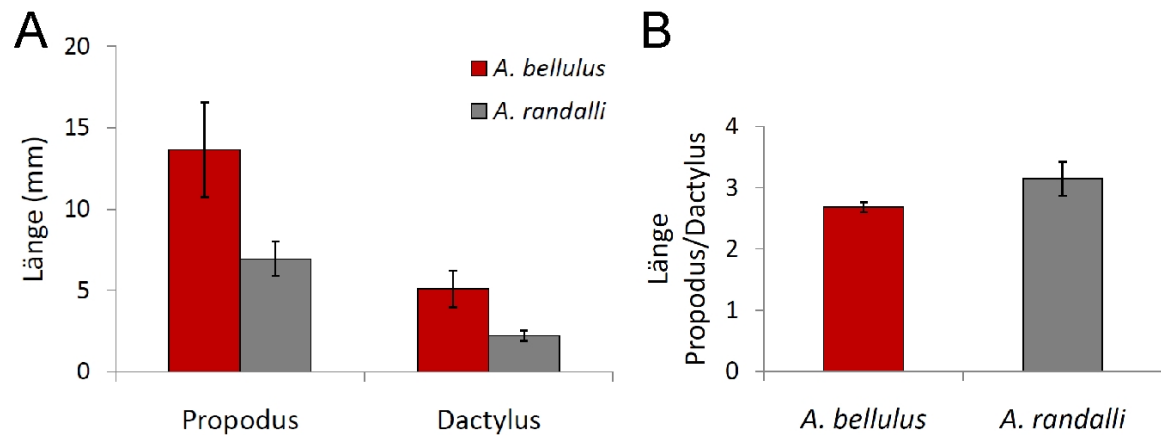 A
20
15
10
5
0
Länge (mm)
A. bellulus
A. randalli
Propodus
Dactylus
B
4
3
2
1
0
Länge
Propodus/Dactylus
A. bellulus
A. randalli